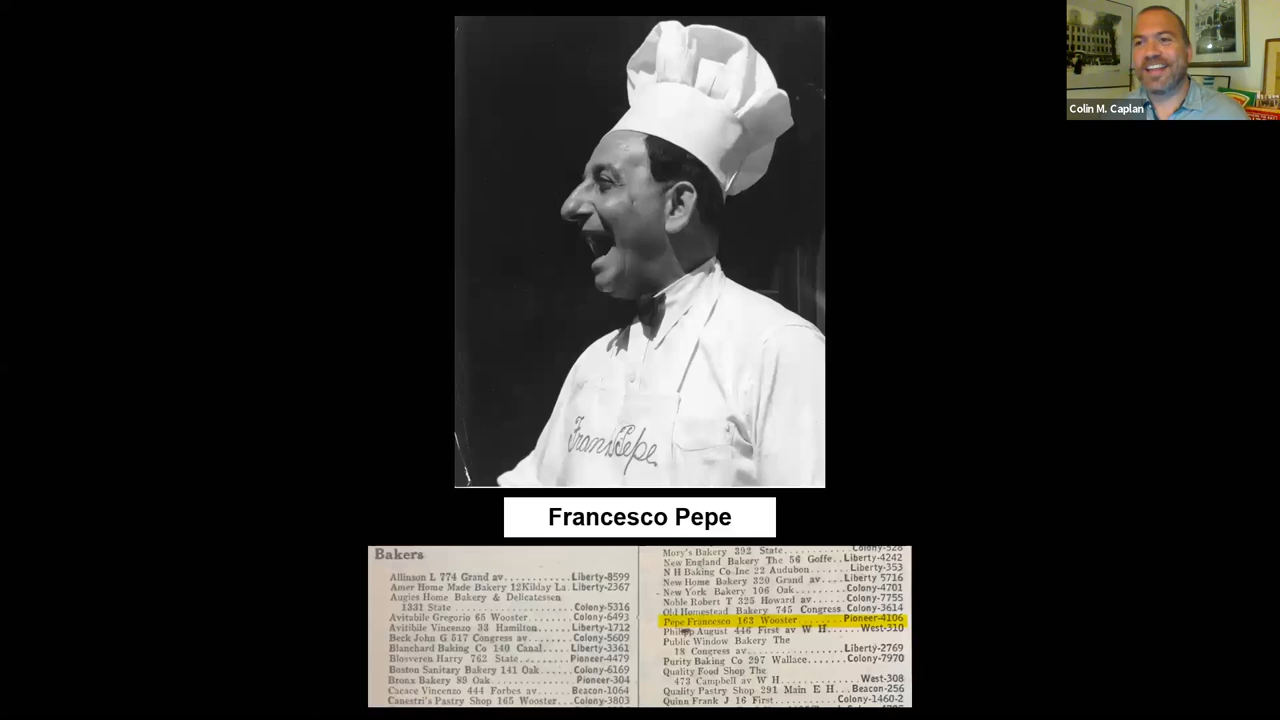 Colin M. Caplan
Frank Pepe
Francesco Pepe
Bakers
Allinson L 774 Grand av...........Liberty-8599
Amer Home Made Bakery 12Kilday La.Liberty-2367
Augies Home Bakery & Delicatessen
1331 State....................Colony-5316
Avitabile Gregorio 65 Wooster........Colony-6493
Avitibile Vincenzo 33 Hamilton.......Liberty-1712
Beck John G 517 Congress av.......Colony-5609
Blanchard Baking Co 140 Canal.....Liberty-3361
Blosveren Harry 762 State..........Pioneer-4479
Boston Sanitary Bakery 141 Oak....Colony-6169
Bronx Bakery 89 Oak.............Pioneer-304
Cacace Vincenzo 444 Forbes av.....Beacon-1064
Canestri's Pastry Shop 165 Wooster...Colony-3803
Mory's Bakery 392 State...........Colony-528
New England Bakery The 56 Goffe..Liberty-4242
N H Baking Co Inc 22 Audubon.....Liberty-353
New Home Bakery 320 Grand av....Liberty 5716
New York Bakery 106 Oak.........Colony-4701
Noble Robert T 325 Howard av.....Colony-7755
Old Homestead Bakery 745 Congress.Colony-3614
Pepe Francesco 163 Wooster........Pioneer-4106
August 446 First av W H......West-310
Public Window Bakery The
18 Congress av.................Liberty-2769
Purity Baking Co 297 Wallace......Colony-7970
Quality Food Shop The
473 Campbell av W H............West-308
Quality Pastry Shop 291 Main E H...Beacon-256
Quinn Frank J 16 First...........Colony-1460-2